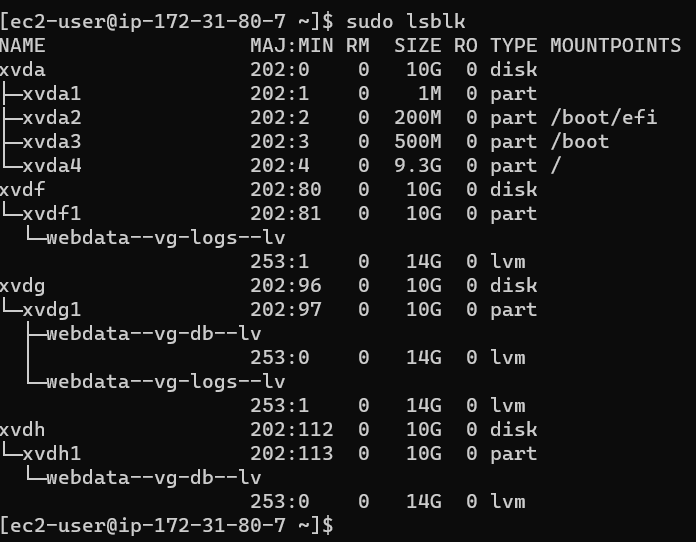 [ec2-user@ip-172-31-80-7 ~]$ sudo lsblk
NAME                 MAJ:MIN RM  SIZE RO TYPE MOUNTPOINTS
xvda                 202:0    0   10G  0 disk
├─xvda1              202:1    0    1M  0 part
├─xvda2              202:2    0  200M  0 part /boot/efi
├─xvda3              202:3    0  500M  0 part /boot
└─xvda4              202:4    0  9.3G  0 part /
xvdf                 202:80   0   10G  0 disk
└─xvdf1              202:81   0   10G  0 part
  └─webdata--vg-logs--lv
                     253:1    0   14G  0 lvm
xvdg                 202:96   0   10G  0 disk
└─xvdg1              202:97   0   10G  0 part
  ├─webdata--vg-db--lv
  │                  253:0    0   14G  0 lvm
  └─webdata--vg-logs--lv
                     253:1    0   14G  0 lvm
xvdh                 202:112  0   10G  0 disk
└─xvdh1              202:113  0   10G  0 part
  └─webdata--vg-db--lv
                     253:0    0   14G  0 lvm
[ec2-user@ip-172-31-80-7 ~]$